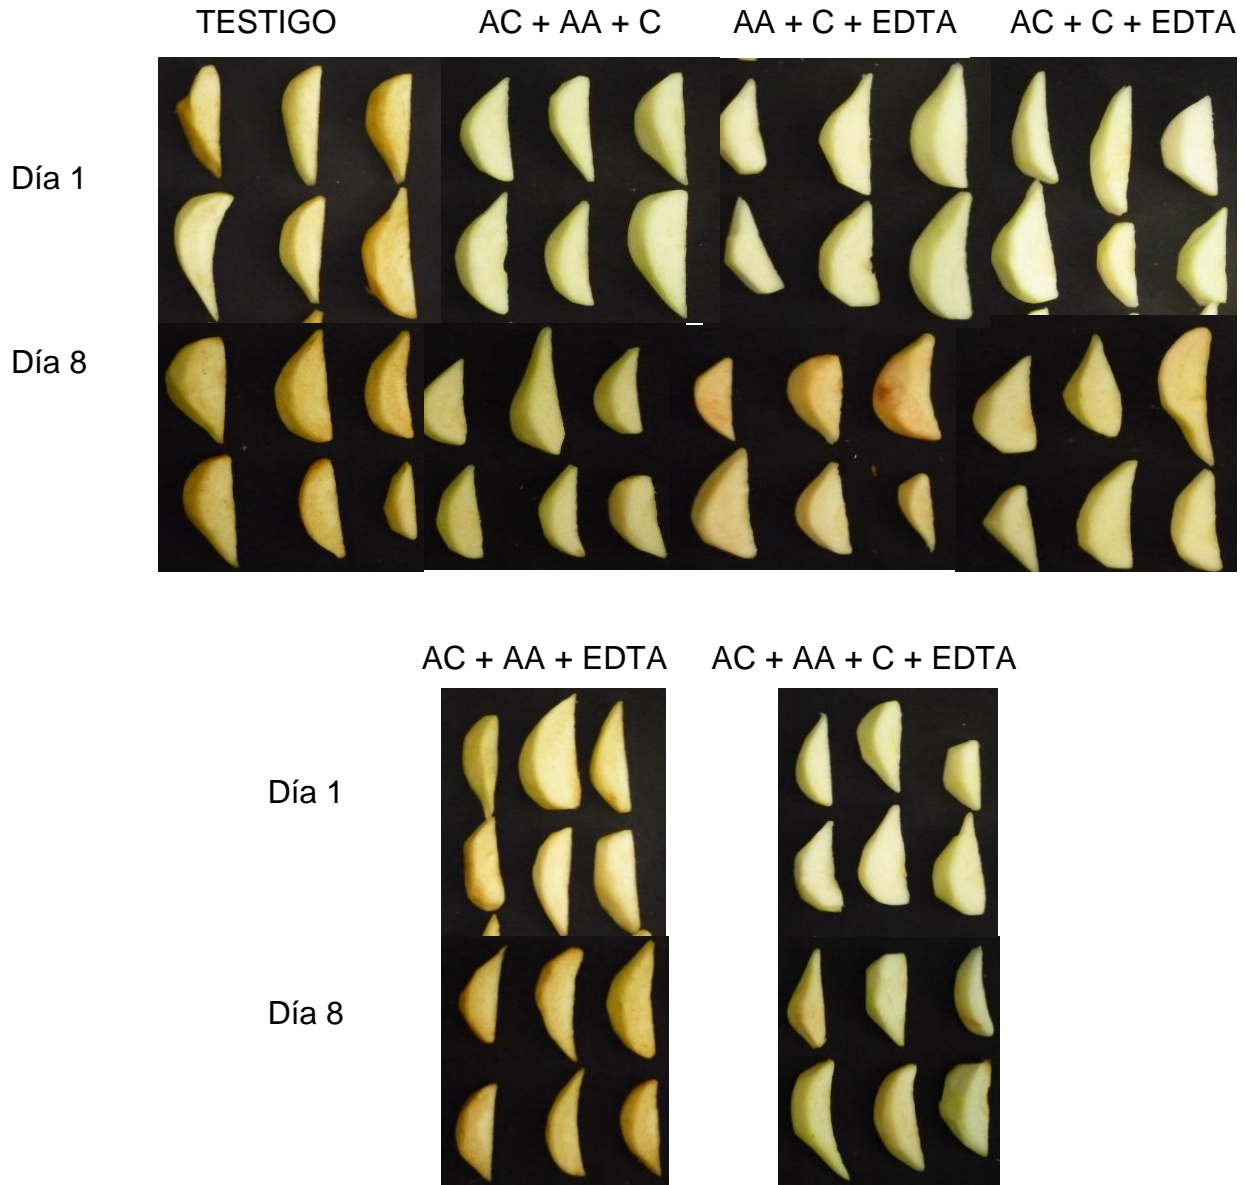 TESTIGO AC + AA + C AA + C + EDTA AC + C + EDTA
Día 1
Día 8
AC + AA + EDTA AC + AA + C + EDTA
Día 1
Día 8